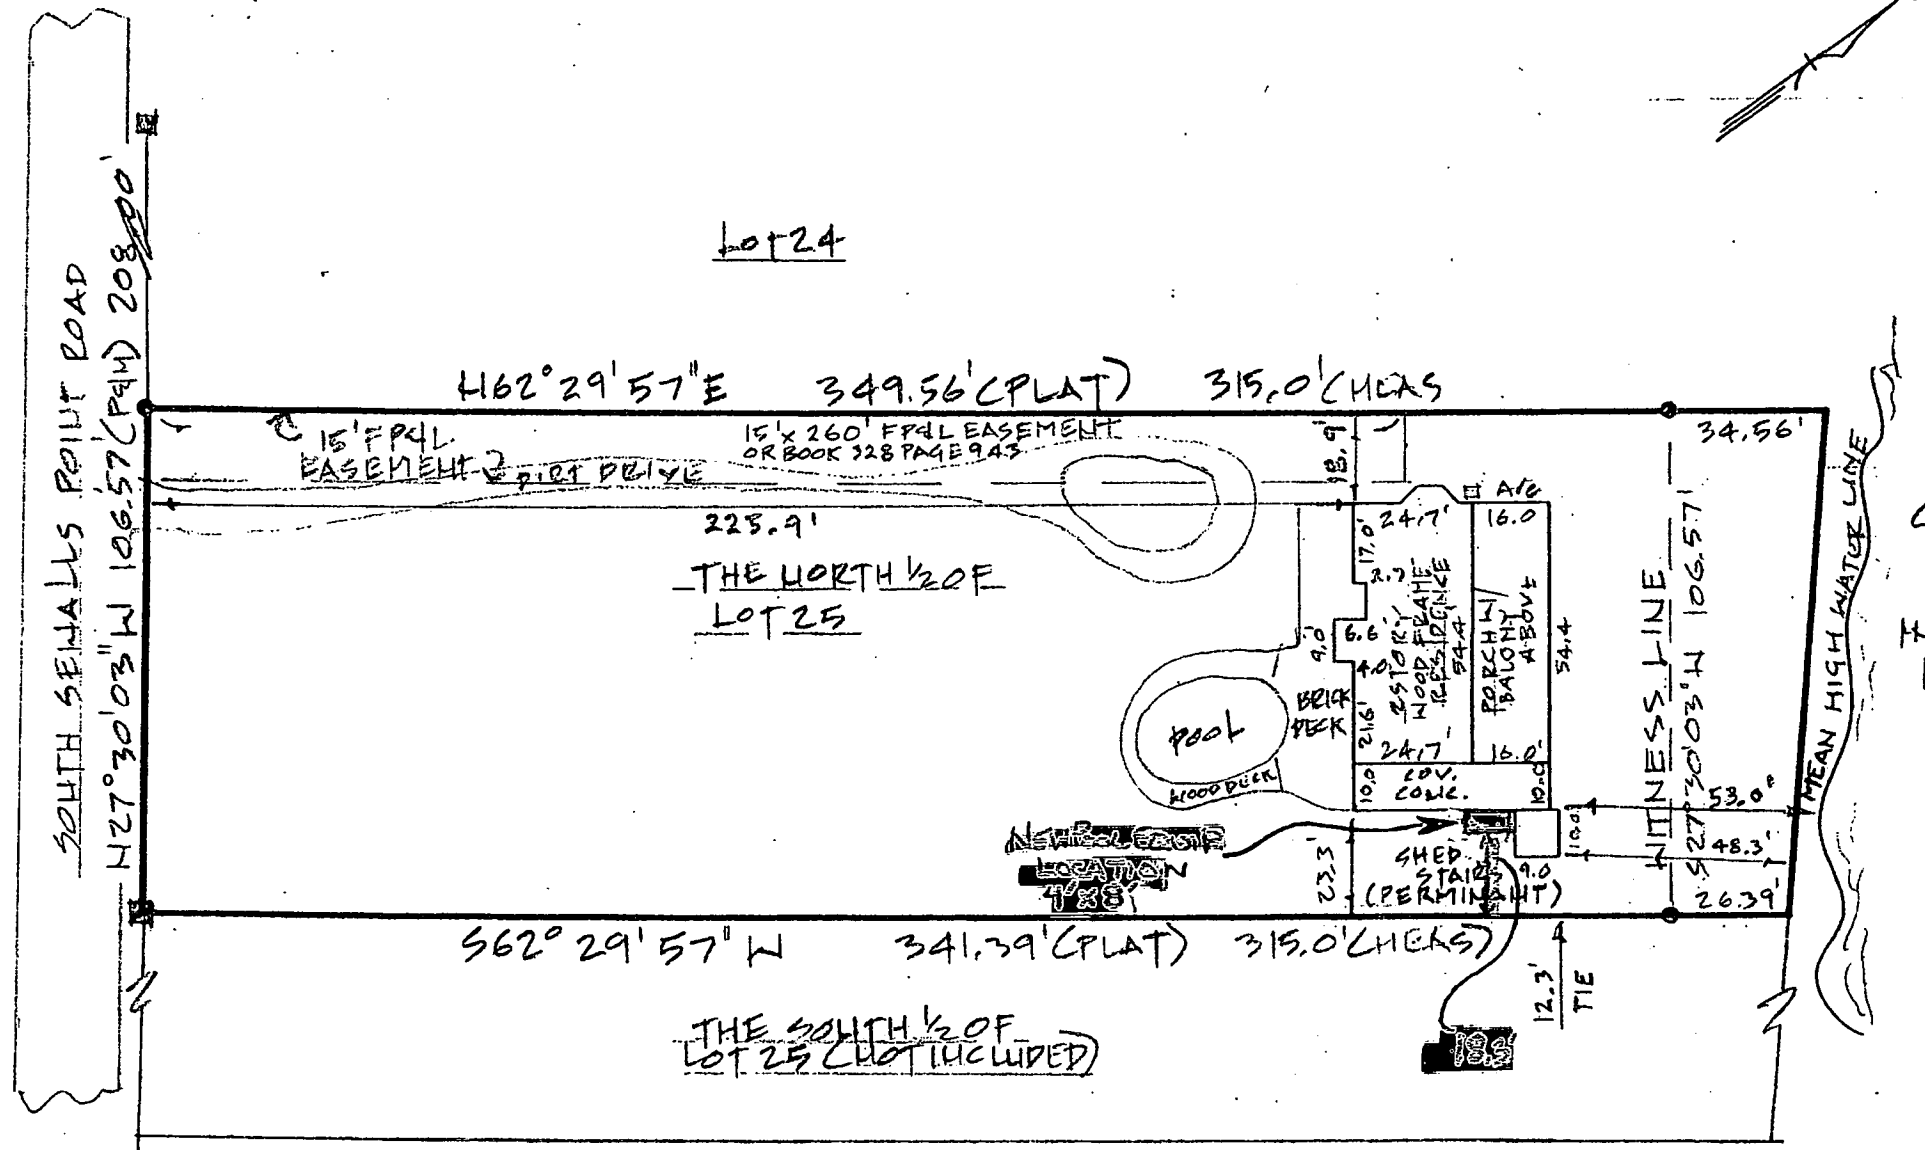 LOT 24
SOUTH SEWALLS POINT ROAD
N27°30'03"W 106.57'(P&M) 208.00'
N62°29'57"E 349.56'(PLAT) 315.0'(MEAS
15' FP&L
EASEMENT
DIRT DRIVE
15' x 260' FP&L EASEMENT
OR BOOK 328 PAGE 943
18.9'
34.56'
225.9'
24.7'
A/C
16.0
THE NORTH 1/2 OF
LOT 25
17.0'
2.7
9.0'
6.6'
4.0'
21.6'
2 STORY
WOOD FRAME
RESIDENCE
54.4
PORCH W/
BALONY
ABOVE
54.4
BRICK
DECK
POOL
WOOD DECK
24.7'
16.0'
10.0
COV.
CONC.
10.0
WITNESS LINE
S27°30'03"W 106.57'
MEAN HIGH WATER LINE
53.0'
48.3'
10.0
9.0
26.39'
NEW POOL EQUIP
LOCATION
4'x8'
23.3'
SHED
STAIRS
(PERMINANT)
S62°29'57"W 341.39'(PLAT) 315.0'(MEAS)
12.3'
TIE
18.5'
THE SOUTH 1/2 OF
LOT 25 (NOT INCLUDED)